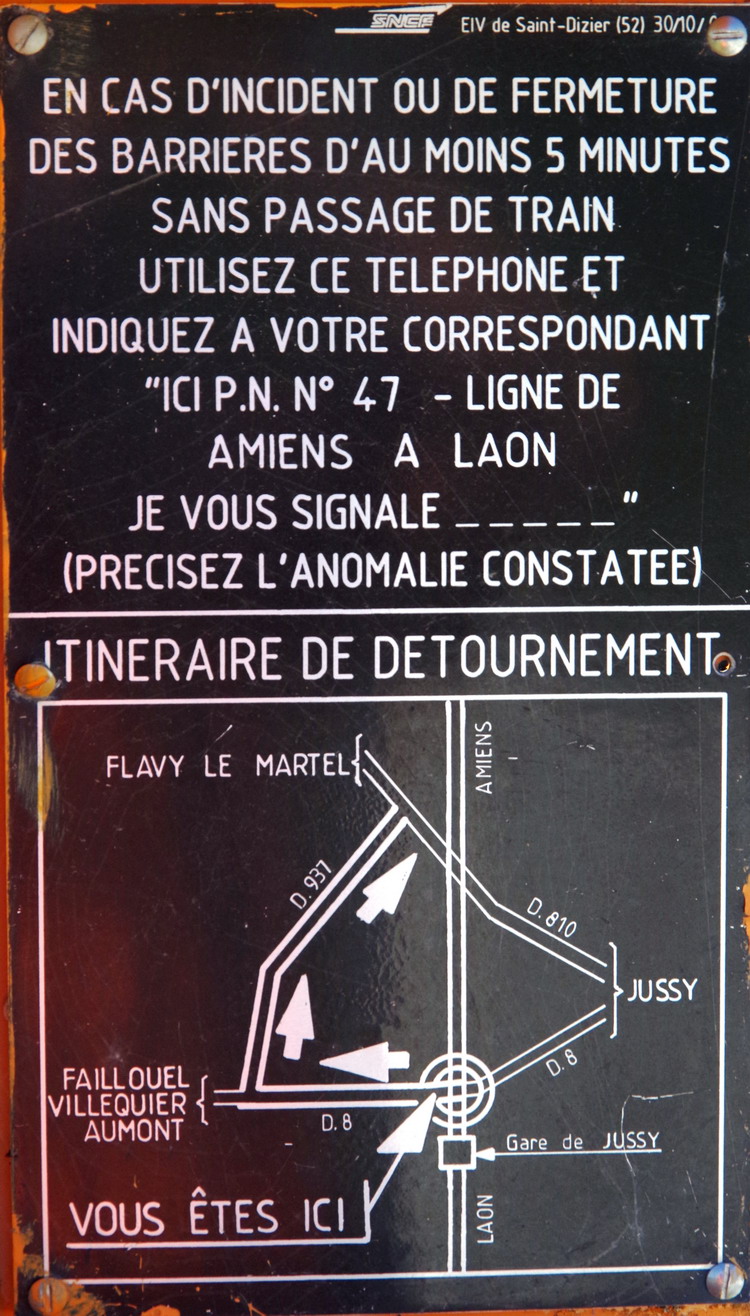 SNCF EIV de Saint-Dizier (52) 30/10/
EN CAS D'INCIDENT OU DE FERMETURE
DES BARRIERES D'AU MOINS 5 MINUTES
SANS PASSAGE DE TRAIN
UTILISEZ CE TELEPHONE ET
INDIQUEZ A VOTRE CORRESPONDANT
"ICI P.N. N° 47 - LIGNE DE
AMIENS A LAON
JE VOUS SIGNALE _ _ _ _ _ "
(PRECISEZ L'ANOMALIE CONSTATEE)
ITINERAIRE DE DETOURNEMENT
AMIENS
FLAVY LE MARTEL
D. 937
D. 810
JUSSY
D. 8
FAILLOUEL
VILLEQUIER
AUMONT
D. 8
Gare de JUSSY
VOUS ÊTES ICI
LAON